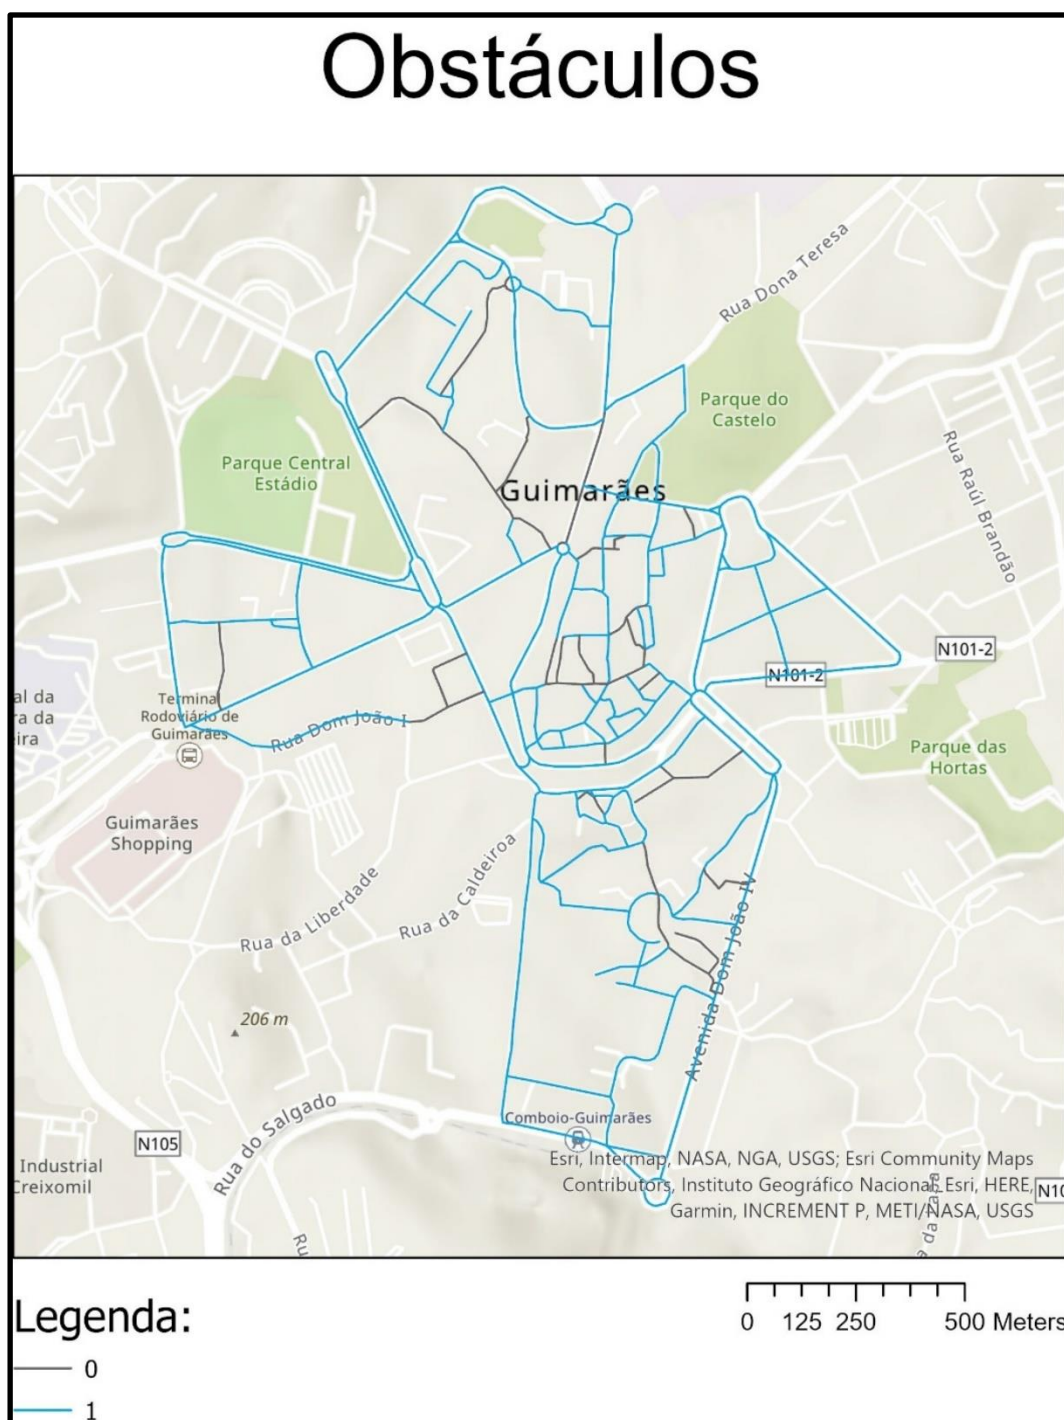 Obstáculos
Rua Dona Teresa
Parque do
Castelo
Rua Raúl Brandão
Parque Central
Estádio
Guimarães
N101-2
N101-2
al da
ra da
eira
Terminal
Rodoviário de
Guimarães
Rua Dom João I
Parque das
Hortas
Guimarães
Shopping
Rua da Liberdade
Rua da Caldeiroa
Avenida Dom João IV
206 m
Rua do Salgado
Comboio-Guimarães
N105
Industrial
Creixomil
Ru
Esri, Intermap, NASA, NGA, USGS; Esri Community Maps
Contributors, Instituto Geográfico Nacional, Esri, HERE,
Garmin, INCREMENT P, METI/NASA, USGS
N10
Legenda:
0
1
0 125 250 500 Meters